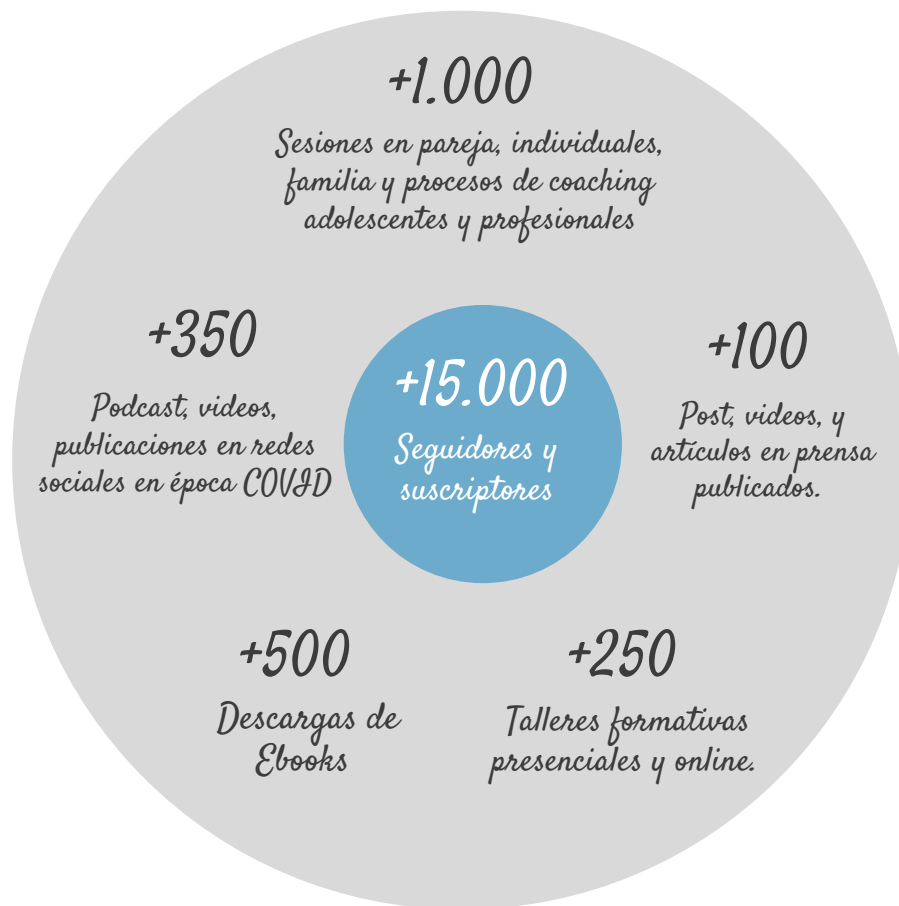 +1.000
Sesiones en pareja, individuales,
familia y procesos de coaching
adolescentes y profesionales
+350
Podcast, videos,
publicaciones en redes
sociales en época COVID
+15.000
Seguidores y
suscriptores
+100
Post, videos, y
artículos en prensa
publicados.
+500
Descargas de
Ebooks
+250
Talleres formativas
presenciales y online.